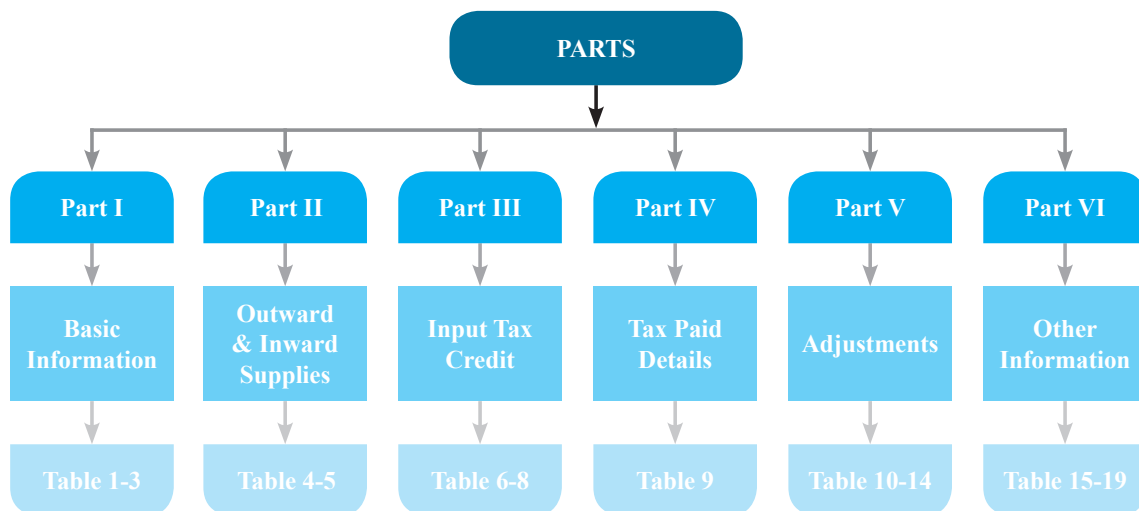 PARTS
Part I
Part II
Part III
Part IV
Part V
Part VI
Basic
Information
Outward
& Inward
Supplies
Input Tax
Credit
Tax Paid
Details
Adjustments
Other
Information
Table 1-3
Table 4-5
Table 6-8
Table 9
Table 10-14
Table 15-19